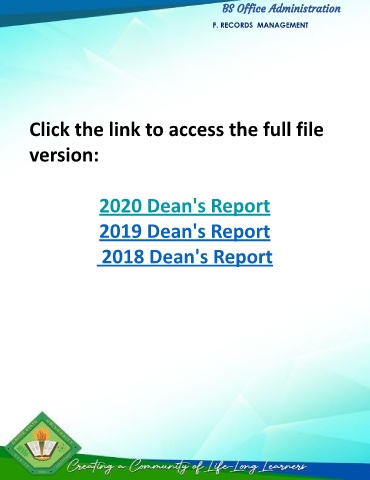 BS Office Administration
F. RECORDS MANAGEMENT
Click the link to access the full file
version:
2020 Dean's Report
2019 Dean's Report
2018 Dean's Report
Creating a Community of Life-Long Learners